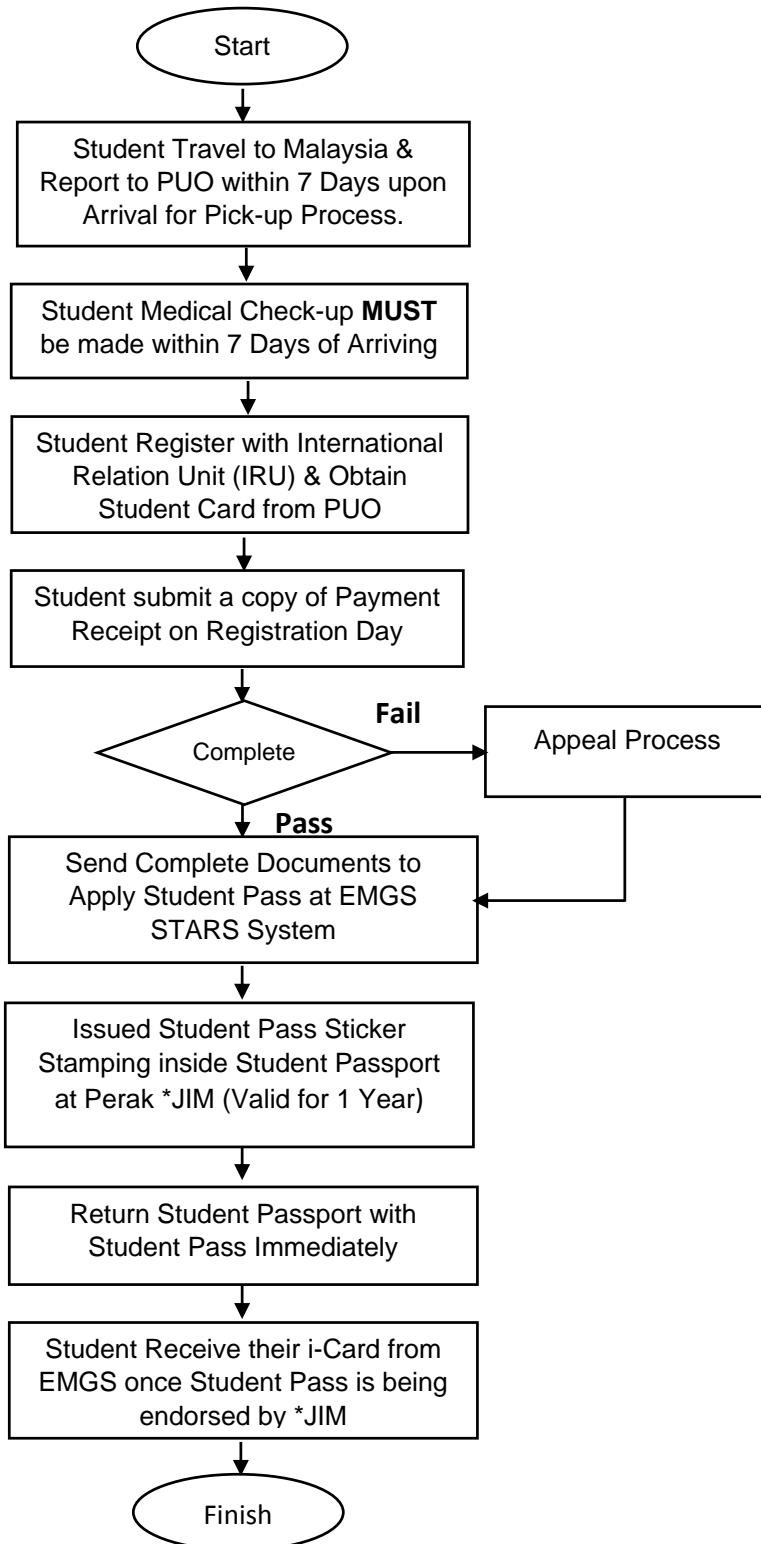 Start
Student Travel to Malaysia &
Report to PUO within 7 Days upon
Arrival for Pick-up Process.
Student Medical Check-up MUST
be made within 7 Days of Arriving
Student Register with International
Relation Unit (IRU) & Obtain
Student Card from PUO
Student submit a copy of Payment
Receipt on Registration Day
Complete
Fail
Appeal Process
Pass
Send Complete Documents to
Apply Student Pass at EMGS
STARS System
Issued Student Pass Sticker
Stamping inside Student Passport
at Perak *JIM (Valid for 1 Year)
Return Student Passport with
Student Pass Immediately
Student Receive their i-Card from
EMGS once Student Pass is being
endorsed by *JIM
Finish